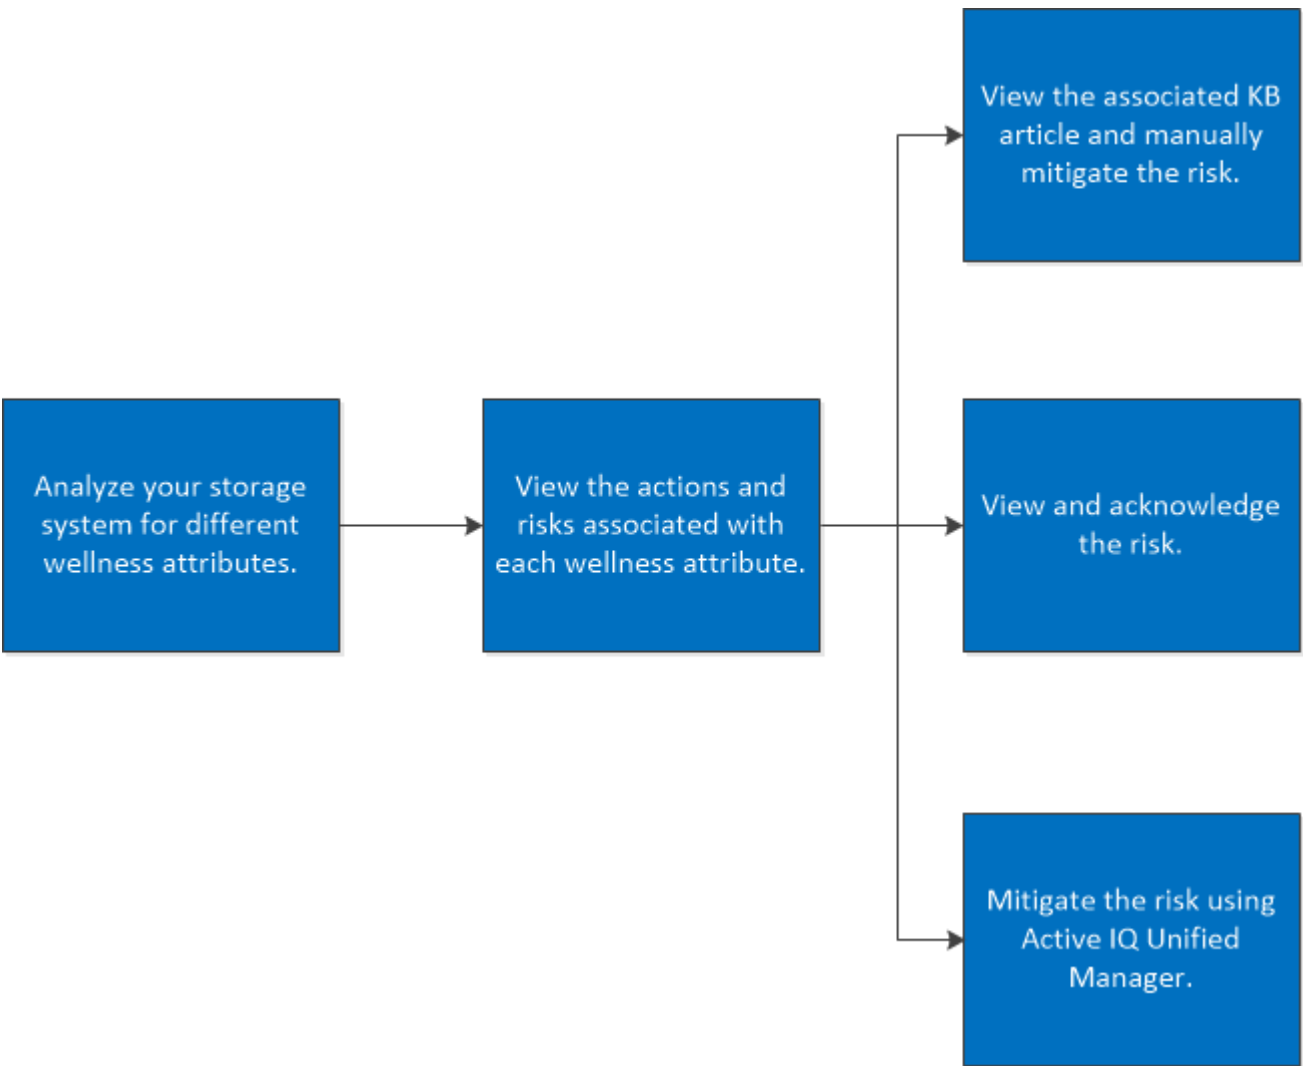 View the associated KB
article and manually
mitigate the risk.
Analyze your storage
system for different
wellness attributes.
View the actions and
risks associated with
each wellness attribute.
View and acknowledge
the risk.
Mitigate the risk using
Active IQ Unified
Manager.